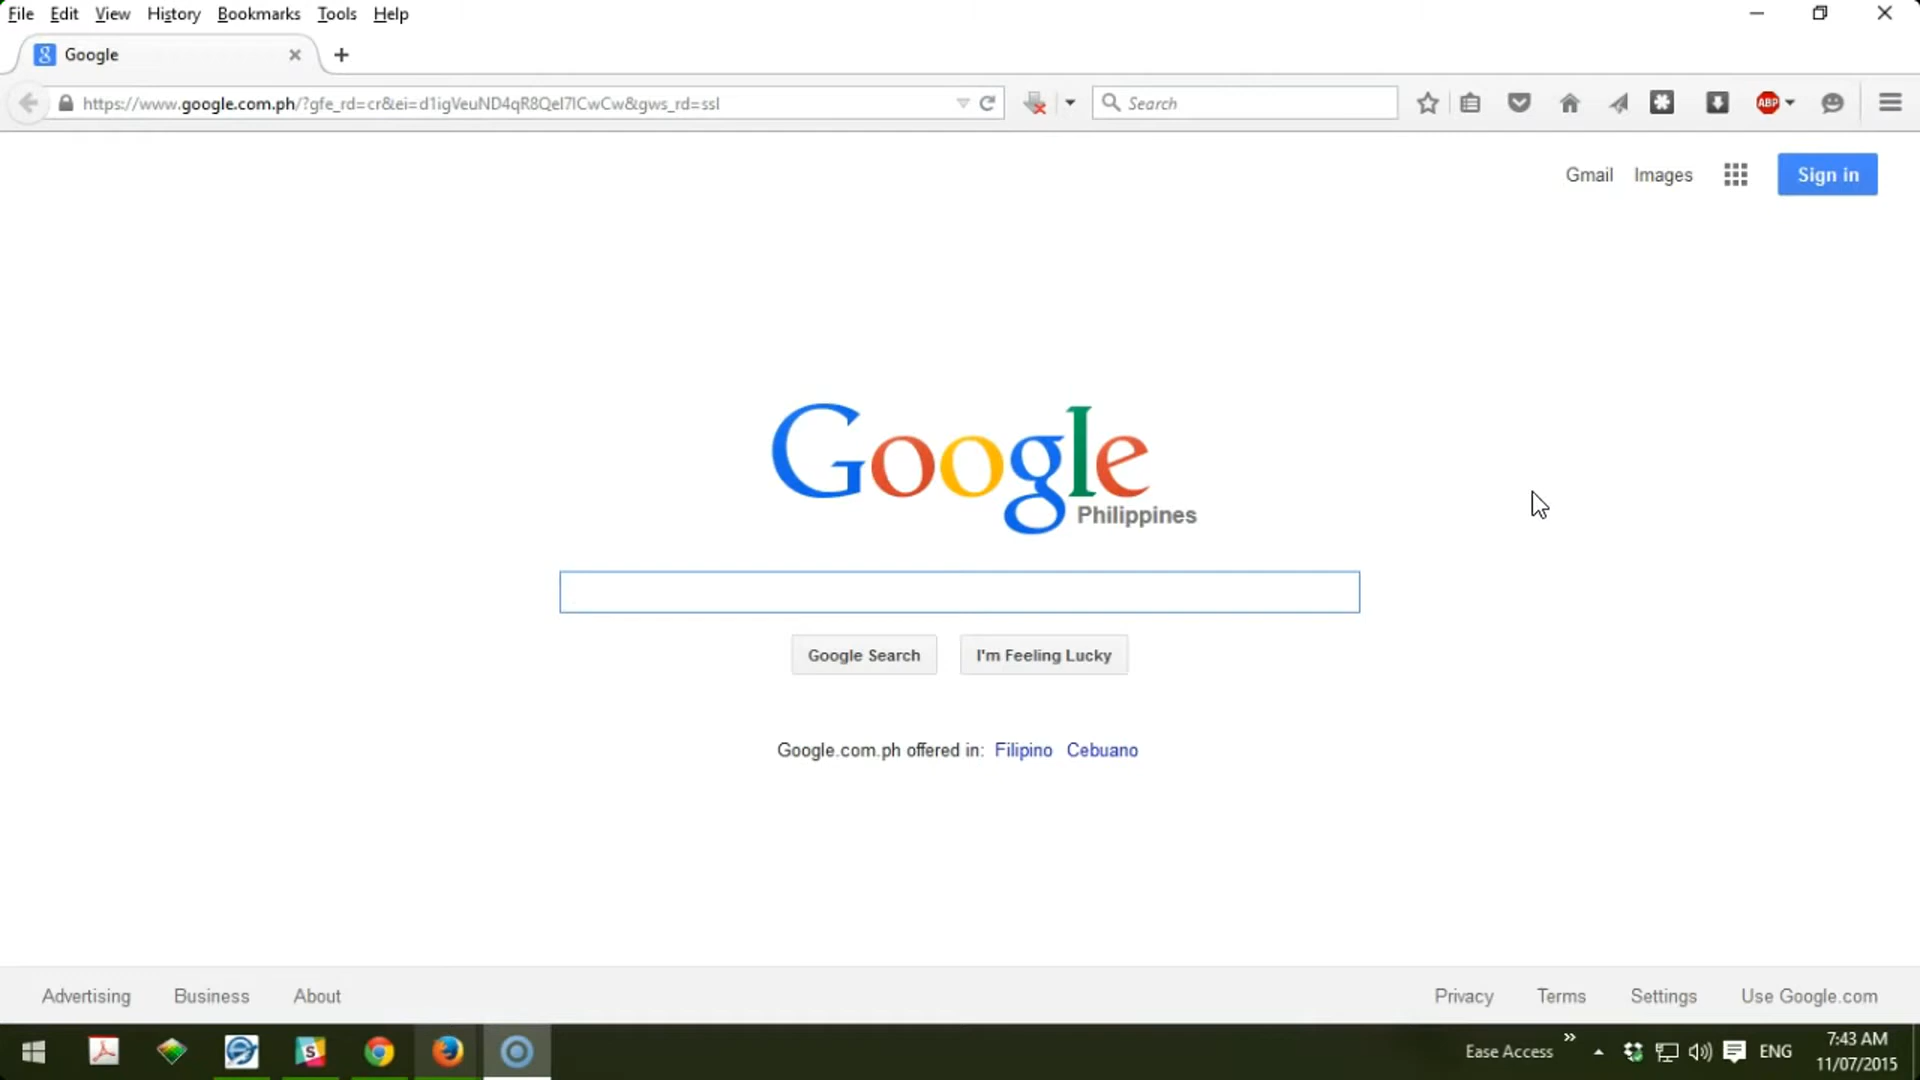 File Edit View History Bookmarks Tools Help
Google
https://www.google.com.ph/?gfe_rd=cr&ei=d1igVeuND4qR8QeI7ICwCw&gws_rd=ssl
Search
ABP
Gmail Images Sign in
Google
Philippines
Google Search I'm Feeling Lucky
Google.com.ph offered in: Filipino Cebuano
Advertising Business About Privacy Terms Settings Use Google.com
Ease Access » ENG 7:43 AM
11/07/2015